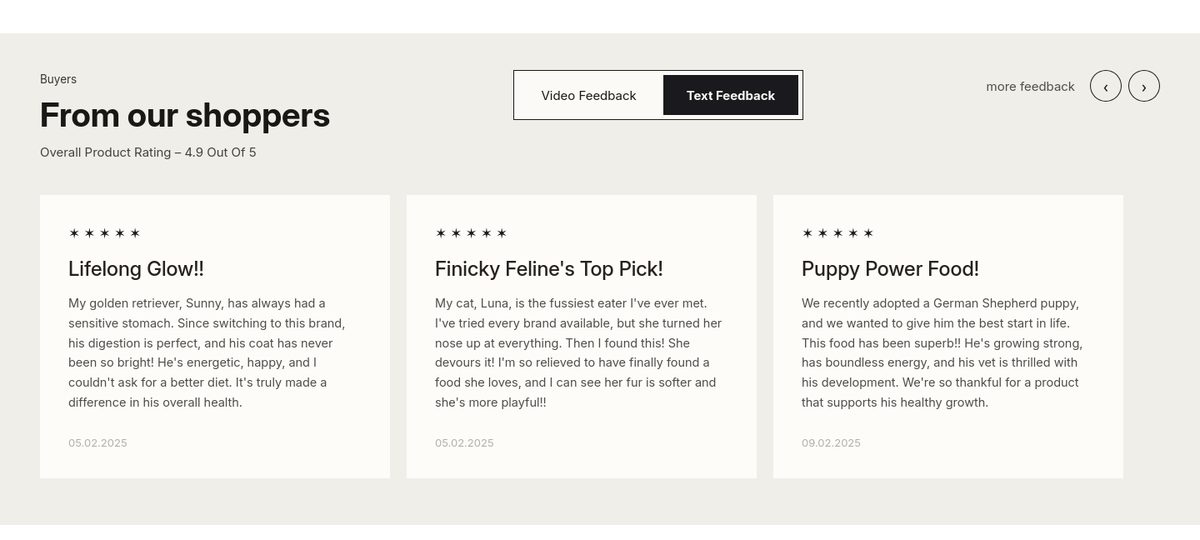 Buyers
From our shoppers
Overall Product Rating – 4.9 Out Of 5
Video Feedback
Text Feedback
more feedback
‹
›
✶ ✶ ✶ ✶ ✶
Lifelong Glow!!
My golden retriever, Sunny, has always had a
sensitive stomach. Since switching to this brand,
his digestion is perfect, and his coat has never
been so bright! He's energetic, happy, and I
couldn't ask for a better diet. It's truly made a
difference in his overall health.
05.02.2025
✶ ✶ ✶ ✶ ✶
Finicky Feline's Top Pick!
My cat, Luna, is the fussiest eater I've ever met.
I've tried every brand available, but she turned her
nose up at everything. Then I found this! She
devours it! I'm so relieved to have finally found a
food she loves, and I can see her fur is softer and
she's more playful!!
05.02.2025
✶ ✶ ✶ ✶ ✶
Puppy Power Food!
We recently adopted a German Shepherd puppy,
and we wanted to give him the best start in life.
This food has been superb!! He's growing strong,
has boundless energy, and his vet is thrilled with
his development. We're so thankful for a product
that supports his healthy growth.
09.02.2025